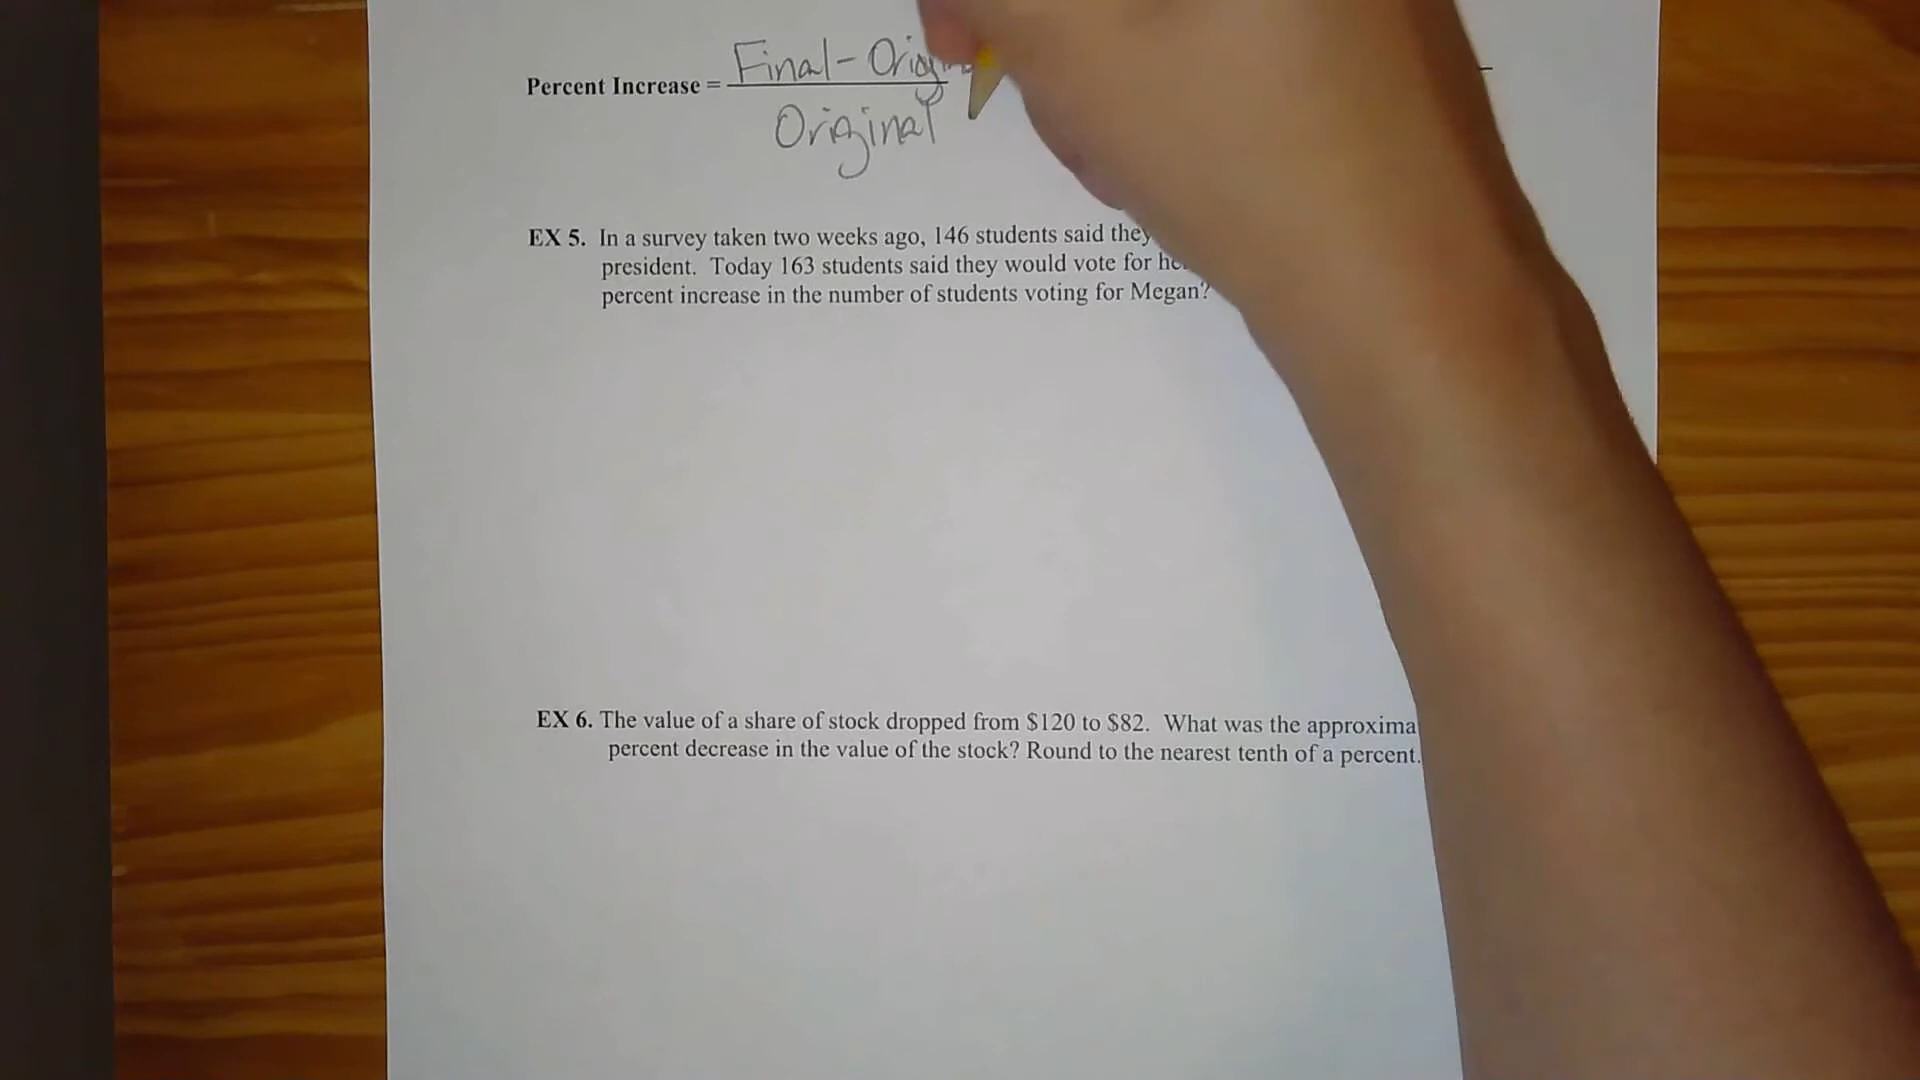 Final - Orig
Percent Increase =
Original
EX 5. In a survey taken two weeks ago, 146 students said they
president. Today 163 students said they would vote for
percent increase in the number of students voting for Megan?
EX 6. The value of a share of stock dropped from $120 to $82. What was the approxima
percent decrease in the value of the stock? Round to the nearest tenth of a percent.